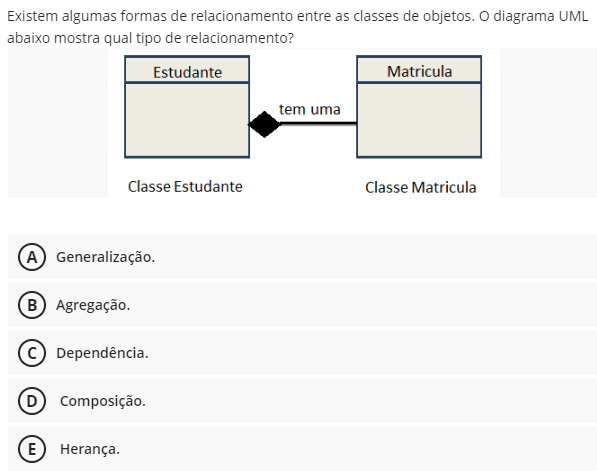 Existem algumas formas de relacionamento entre as classes de objetos. O diagrama UML
abaixo mostra qual tipo de relacionamento?
Estudante
Matricula
tem uma
Classe Estudante
Classe Matricula
A Generalização.
B Agregação.
C Dependência.
D Composição.
E Herança.